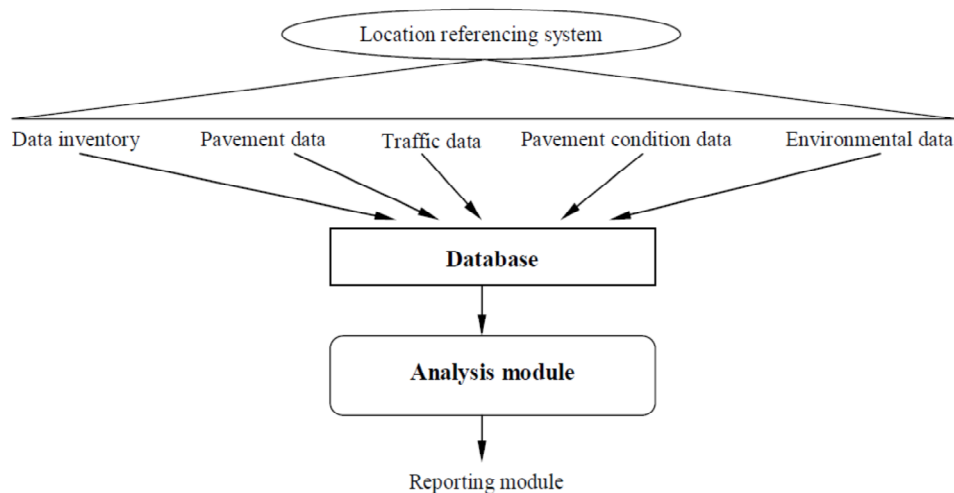 Location referencing system
Data inventory
Pavement data
Traffic data
Pavement condition data
Environmental data
Database
Analysis module
Reporting module